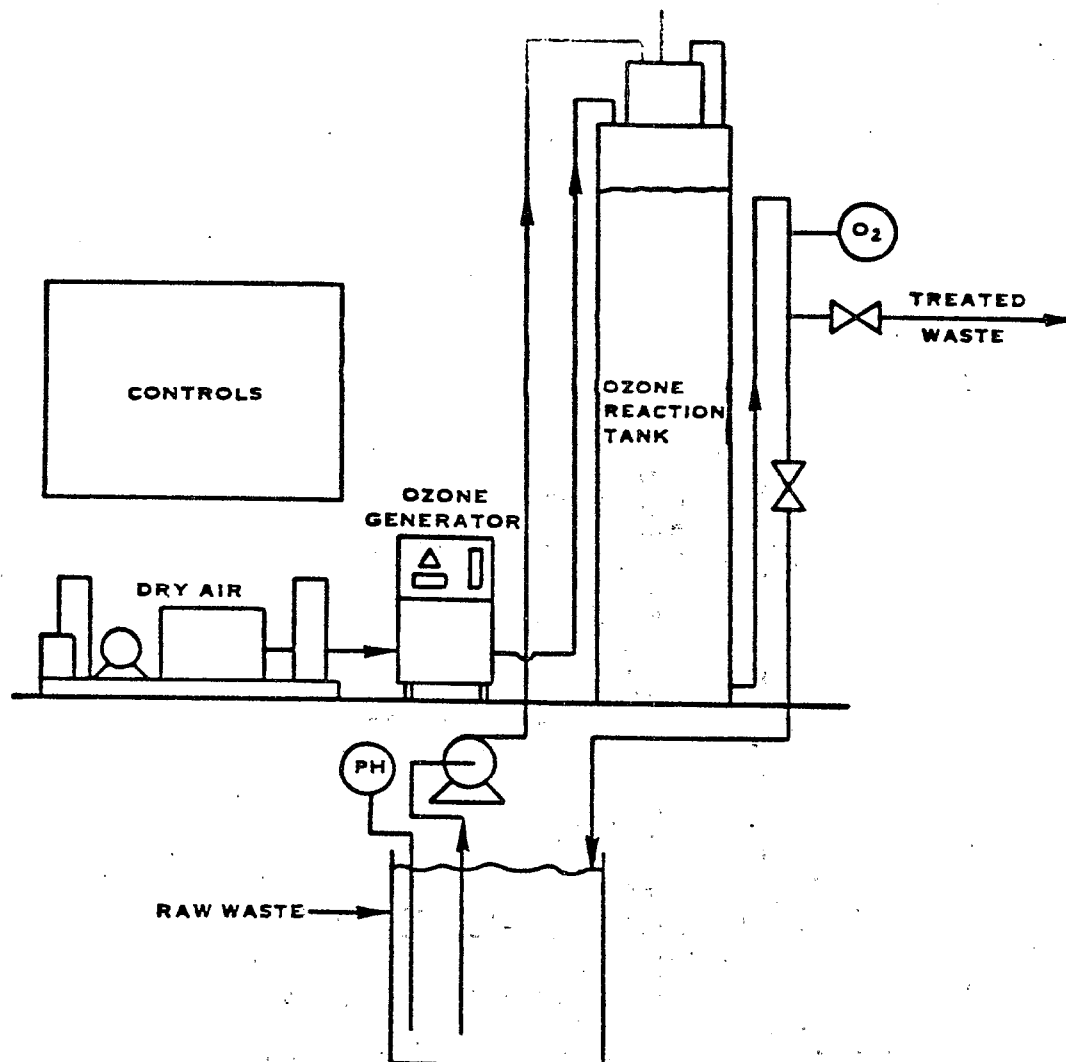 O2
TREATED
WASTE
CONTROLS
OZONE
REACTION
TANK
OZONE
GENERATOR
DRY AIR
PH
RAW WASTE